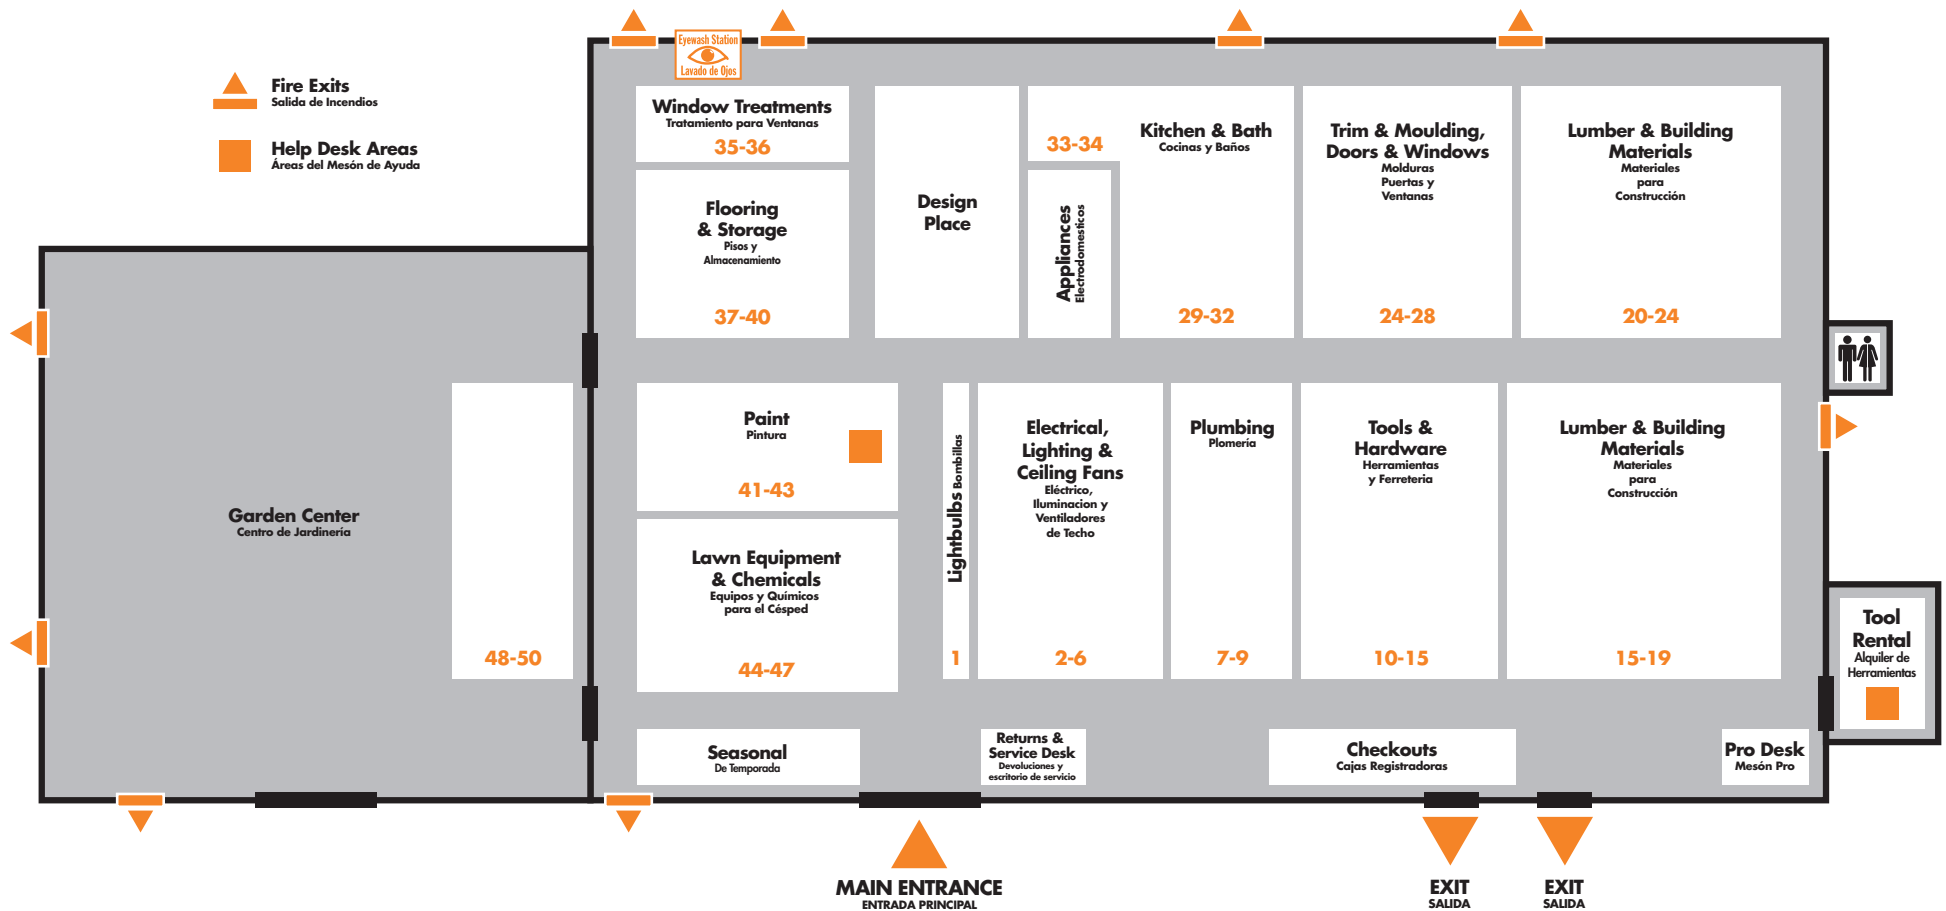 Eyewash Station
Lavado de Ojos
Fire Exits
Salida de Incendios
Help Desk Areas
Áreas del Mesón de Ayuda
Window Treatments
Tratamiento para Ventanas
35-36
Flooring
& Storage
Pisos y
Almacenamiento
37-40
Design
Place
33-34
Appliances
Electrodomesticos
Kitchen & Bath
Cocinas y Baños
29-32
Trim & Moulding,
Doors & Windows
Molduras
Puertas y
Ventanas
24-28
Lumber & Building
Materials
Materiales
para
Construcción
20-24
Garden Center
Centro de Jardinería
48-50
Paint
Pintura
41-43
Lawn Equipment
& Chemicals
Equipos y Químicos
para el Césped
44-47
Lightbulbs Bombillas
1
Electrical,
Lighting &
Ceiling Fans
Eléctrico,
Iluminacion y
Ventiladores
de Techo
2-6
Plumbing
Plomería
7-9
Tools &
Hardware
Herramientas
y Ferreteria
10-15
Lumber & Building
Materials
Materiales
para
Construcción
15-19
Tool
Rental
Alquiler de
Herramientas
Seasonal
De Temporada
Returns &
Service Desk
Devoluciones y
escritorio de servicio
Checkouts
Cajas Registradoras
Pro Desk
Mesón Pro
MAIN ENTRANCE
ENTRADA PRINCIPAL
EXIT
SALIDA
EXIT
SALIDA